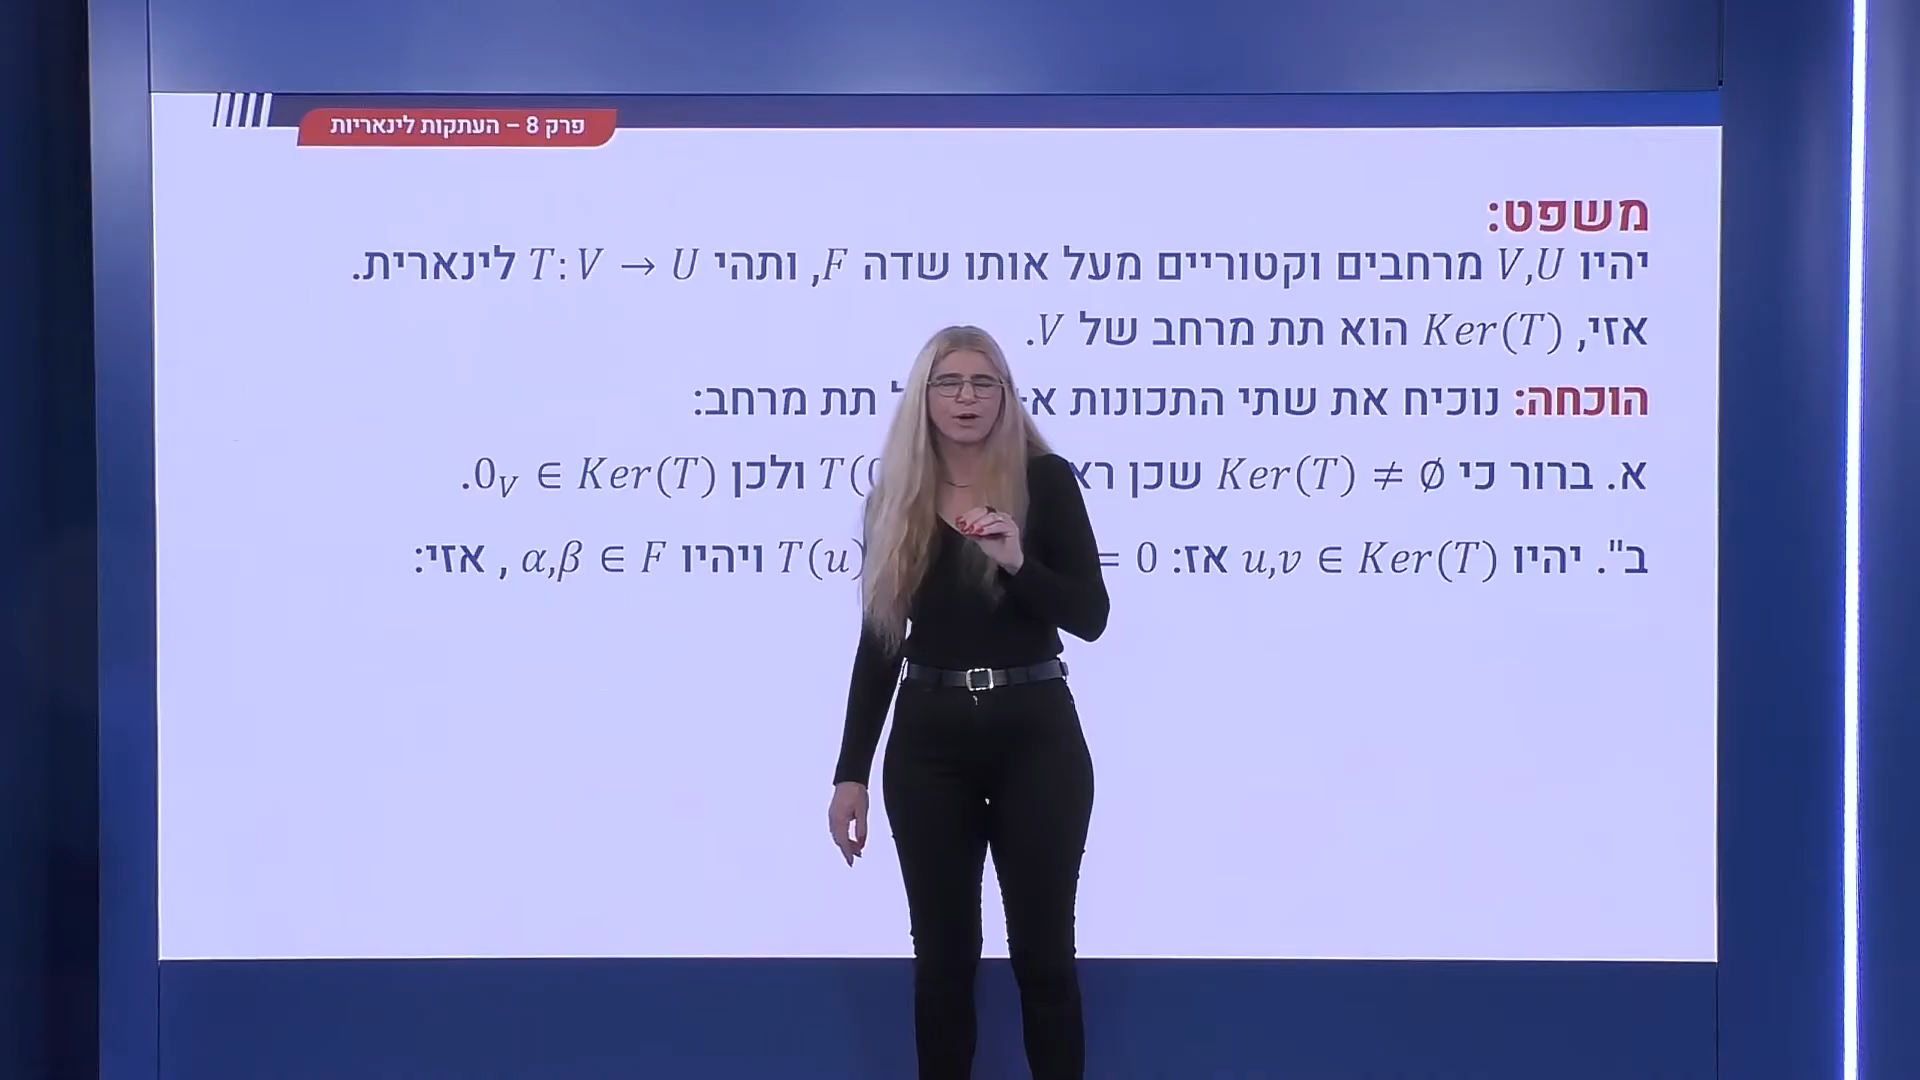 פרק 8 – העתקות לינאריות
משפט:
יהיו V,U מרחבים וקטוריים מעל אותו שדה F, ותהי T: V → U לינארית.
אזי, Ker(T) הוא תת מרחב של V.
הוכחה: נוכיח את שתי התכונות א- תת מרחב:
א. ברור כי Ker(T) ≠ ∅ שכן T( ולכן 0_V ∈ Ker(T).
ב". יהיו u,v ∈ Ker(T) אז: T(u) = 0 ויהיו α,β ∈ F , אזי: